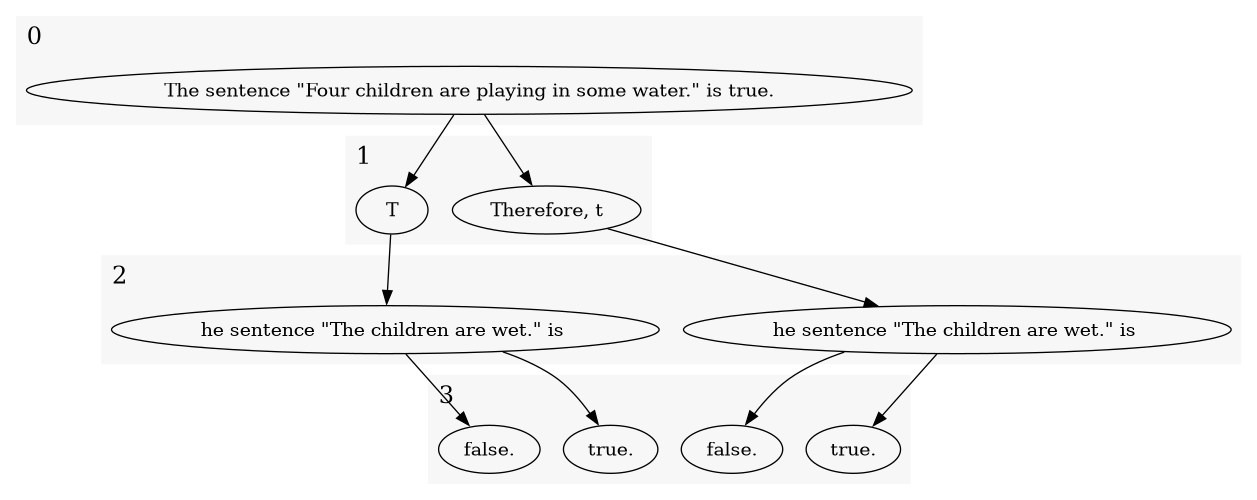 0
The sentence "Four children are playing in some water." is true.
1
T
Therefore, t
2
he sentence "The children are wet." is
he sentence "The children are wet." is
3
false.
true.
false.
true.